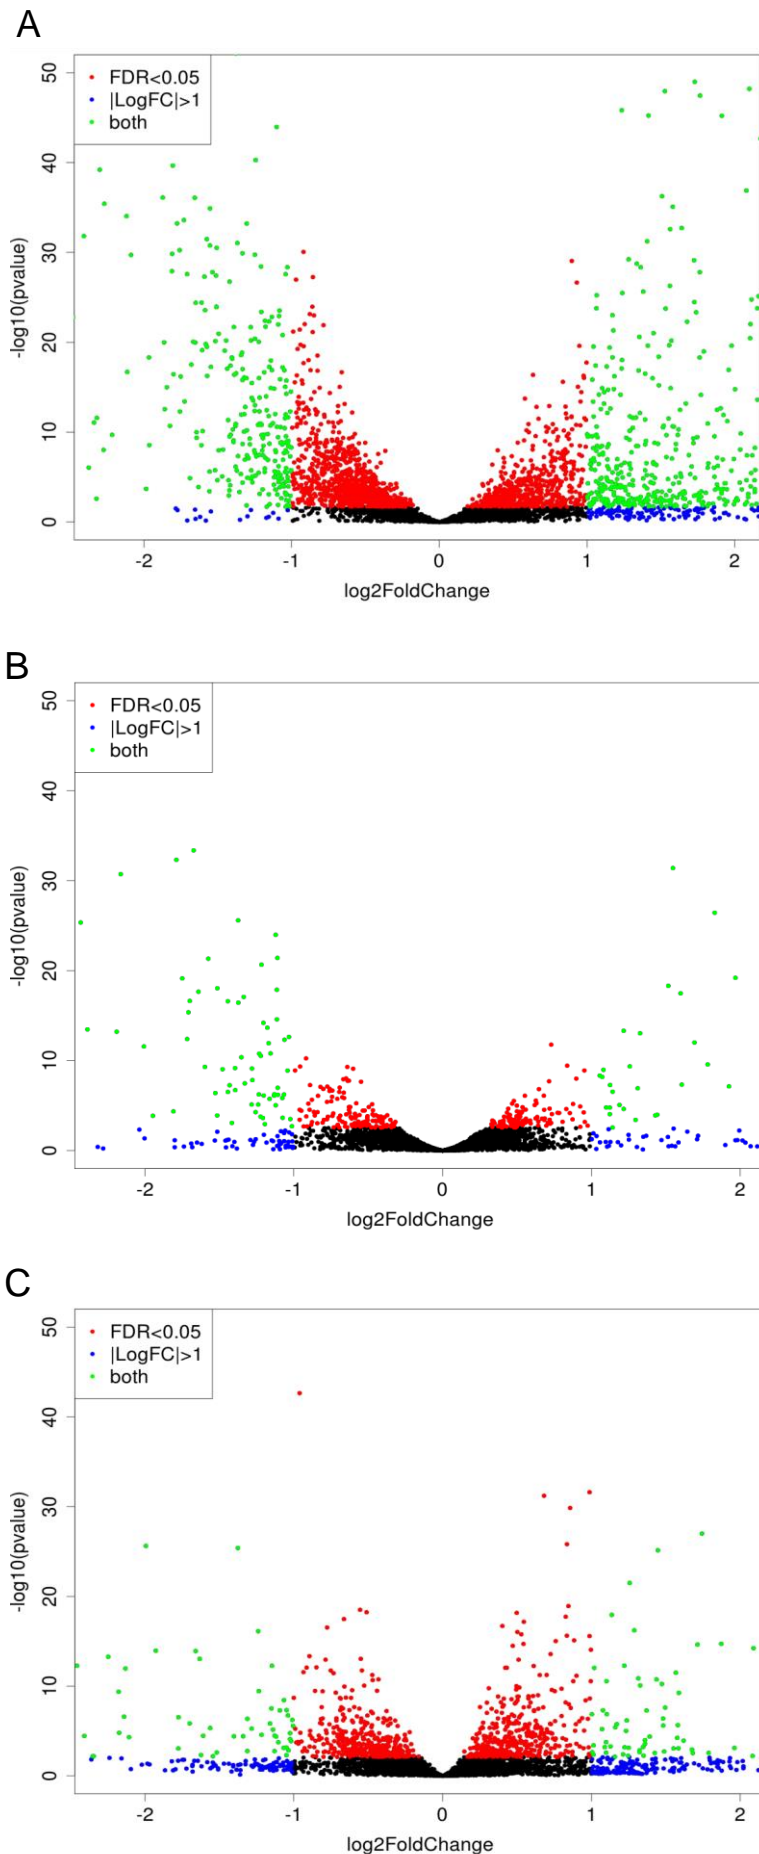 A
FDR<0.05
|LogFC|>1
both
50
40
30
20
10
0
-log10(pvalue)
-2 -1 0 1 2
log2FoldChange
B
FDR<0.05
|LogFC|>1
both
50
40
30
20
10
0
-log10(pvalue)
-2 -1 0 1 2
log2FoldChange
C
FDR<0.05
|LogFC|>1
both
50
40
30
20
10
0
-log10(pvalue)
-2 -1 0 1 2
log2FoldChange